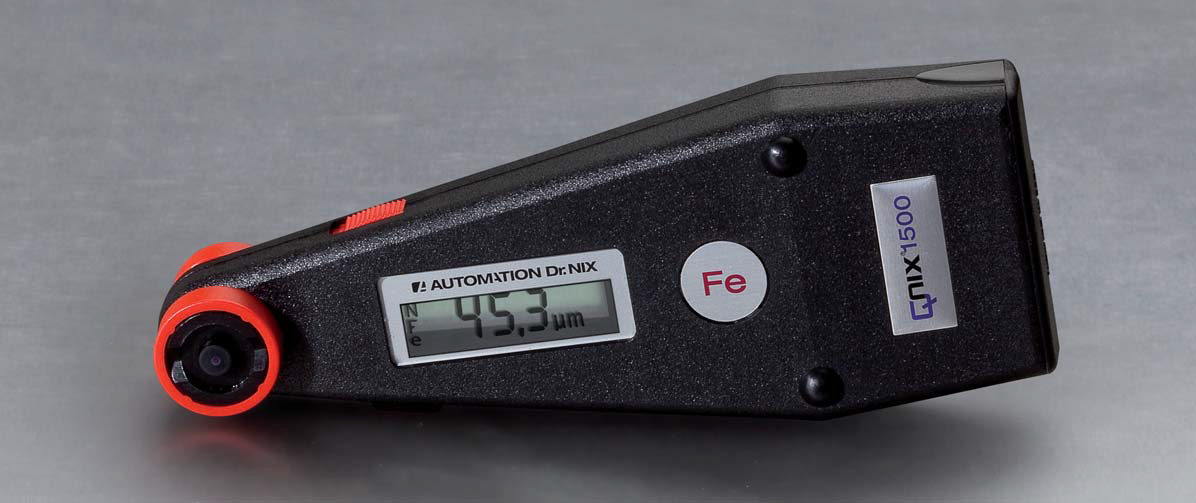 AUTOMATION Dr. NIX
N
Fe
45,3 µm
Fe
QNIX® 1500